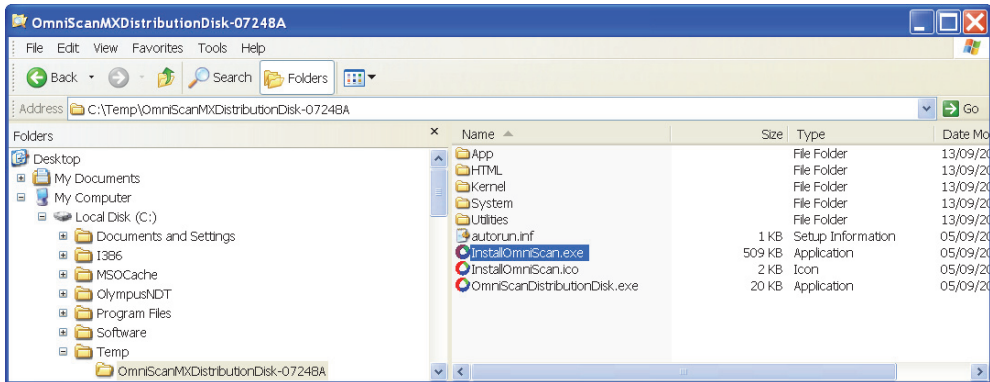 OmniScanMXDistributionDisk-07248A
File Edit View Favorites Tools Help
Back Search Folders
Address C:\Temp\OmniScanMXDistributionDisk-07248A Go
Folders × Name Size Type Date Mo
Desktop
My Documents
My Computer
Local Disk (C:)
Documents and Settings
I386
MSOCache
OlympusNDT
Program Files
Software
Temp
OmniScanMXDistributionDisk-07248A
App File Folder 13/09/20
HTML File Folder 13/09/20
Kernel File Folder 13/09/20
System File Folder 13/09/20
Utilities File Folder 13/09/20
autorun.inf 1 KB Setup Information 05/09/20
InstallOmniScan.exe 509 KB Application 05/09/20
InstallOmniScan.ico 2 KB Icon 05/09/20
OmniScanDistributionDisk.exe 20 KB Application 05/09/20